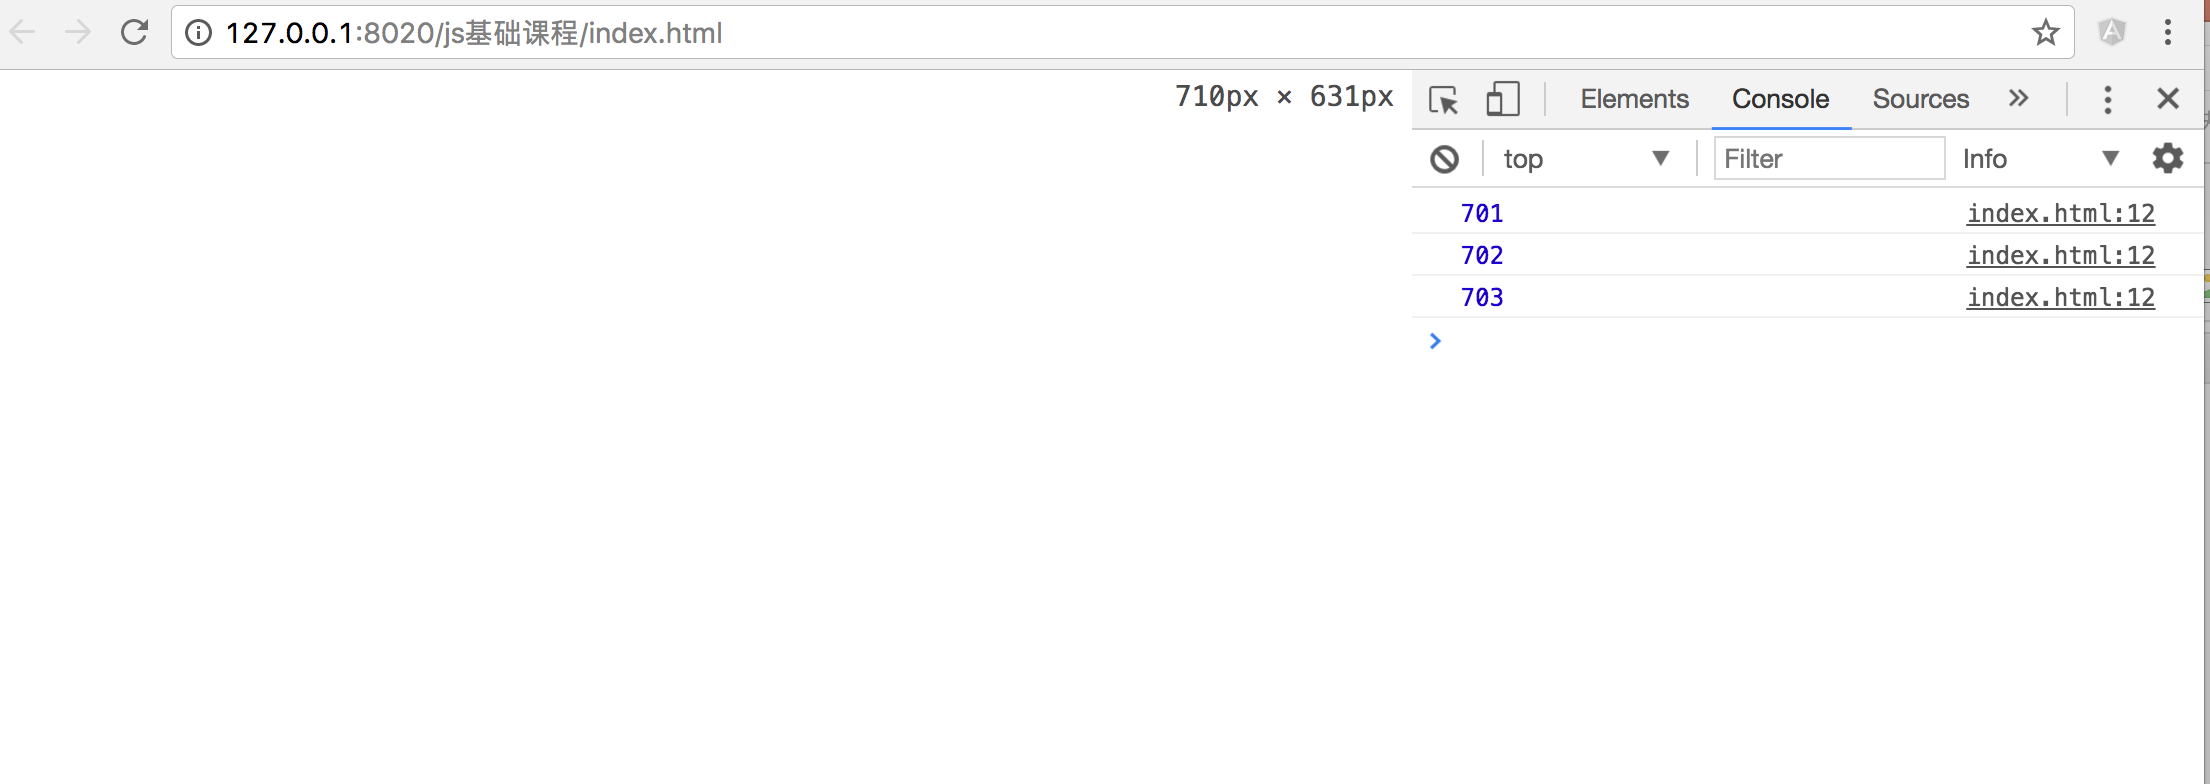 127.0.0.1:8020/js基础课程/index.html
710px × 631px
Elements Console Sources »
top Filter Info
701 index.html:12
702 index.html:12
703 index.html:12